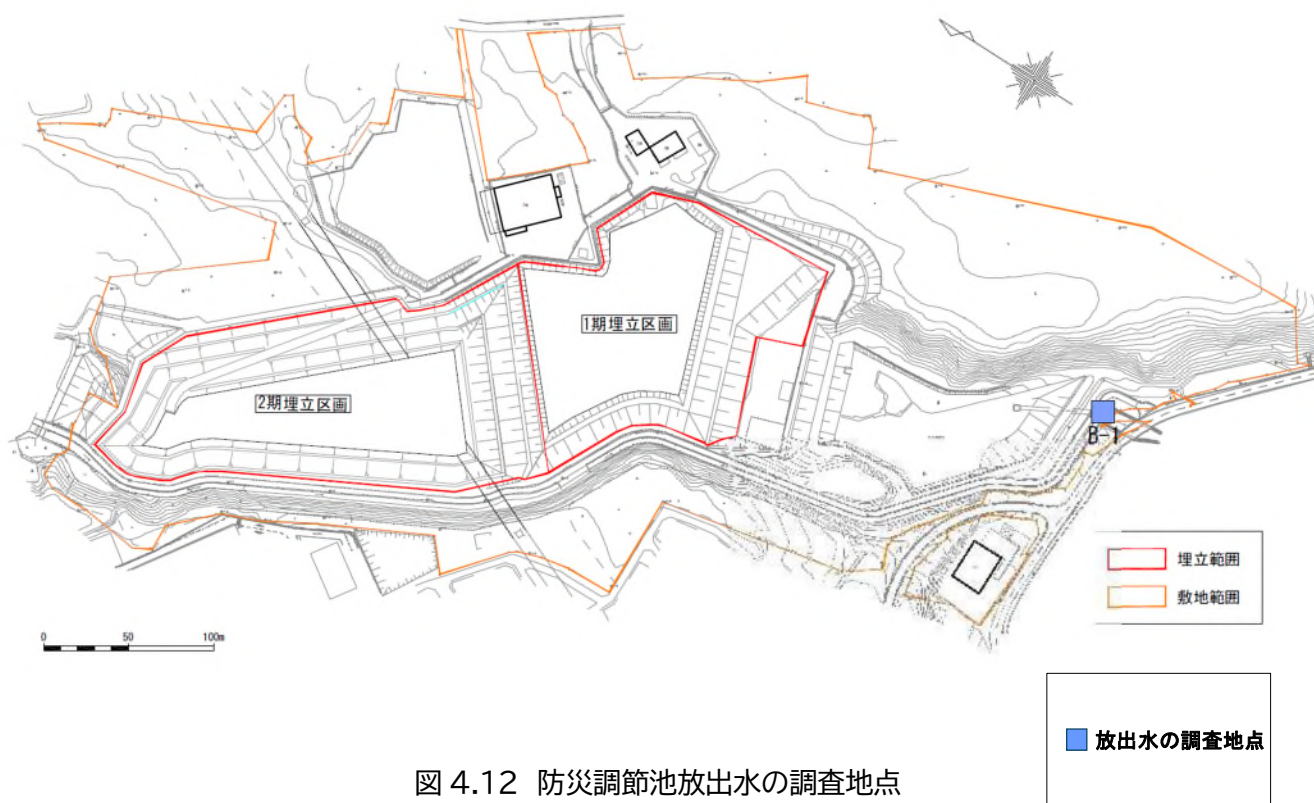 1期埋立区画
2期埋立区画
B-1
埋立範囲
敷地範囲
0 50 100m
放出水の調査地点
図 4.12 防災調節池放出水の調査地点